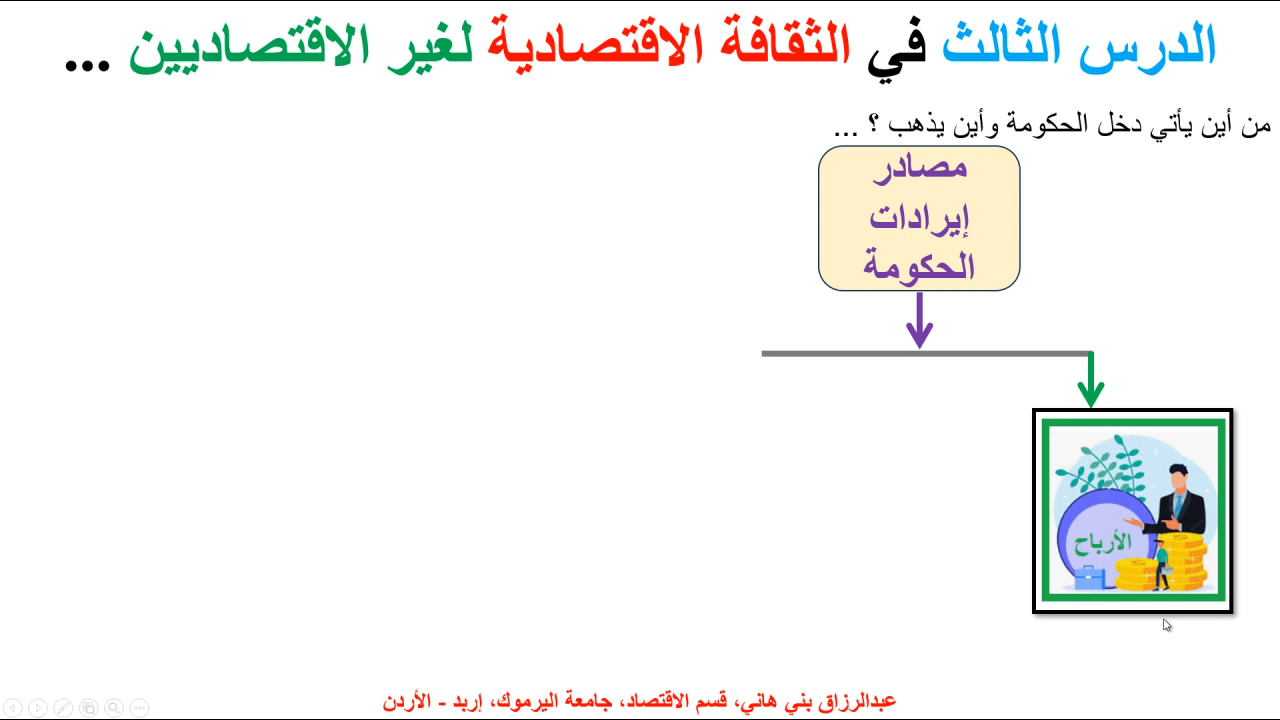 الدرس الثالث في الثقافة الاقتصادية لغير الاقتصاديين ...
من أين يأتي دخل الحكومة وأين يذهب ؟ ...
مصادر
إيرادات
الحكومة
الأرباح
عبدالرزاق بني هاني، قسم الاقتصاد، جامعة اليرموك، إربد - الأردن